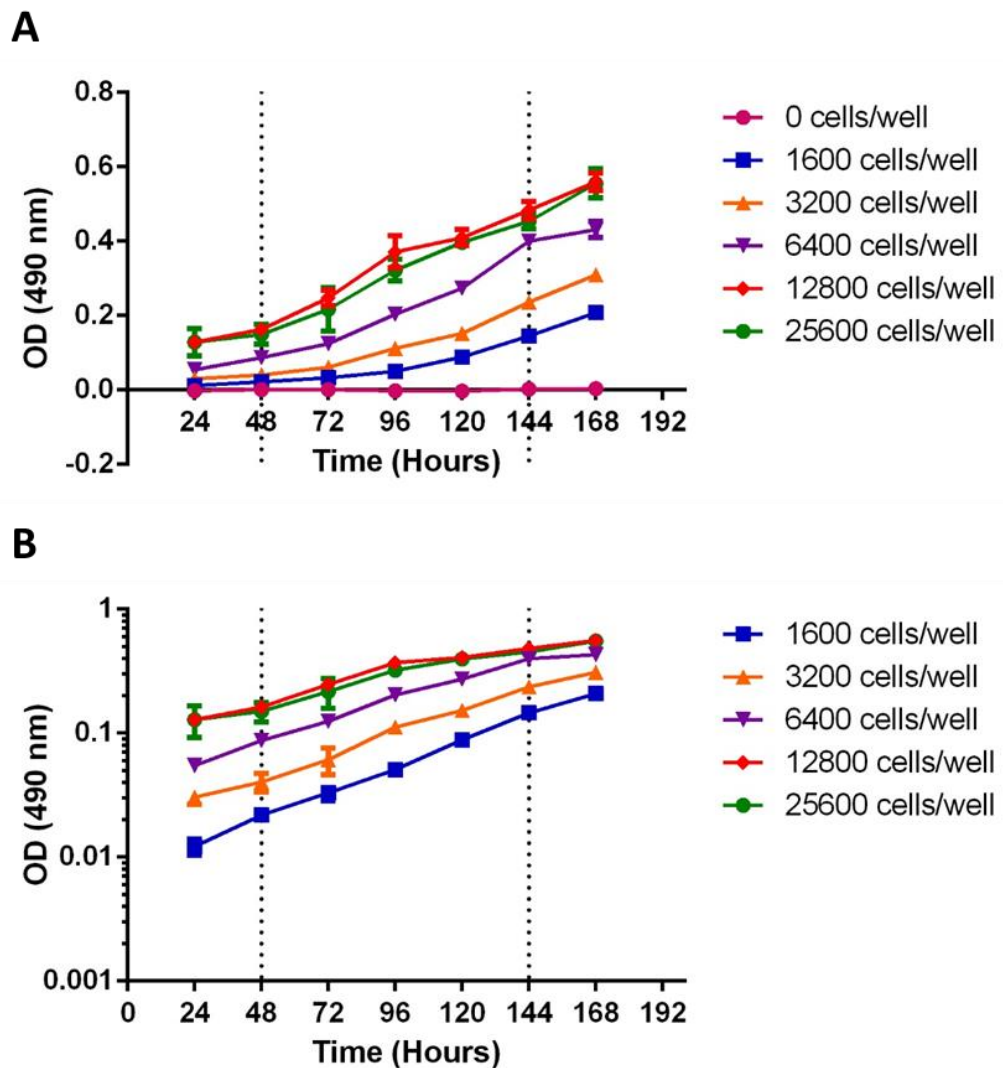 A
0.8
0.6
0.4
0.2
0.0
-0.2
OD (490 nm)
24 48 72 96 120 144 168 192
Time (Hours)
0 cells/well
1600 cells/well
3200 cells/well
6400 cells/well
12800 cells/well
25600 cells/well
B
1
0.1
0.01
0.001
OD (490 nm)
0 24 48 72 96 120 144 168 192
Time (Hours)
1600 cells/well
3200 cells/well
6400 cells/well
12800 cells/well
25600 cells/well